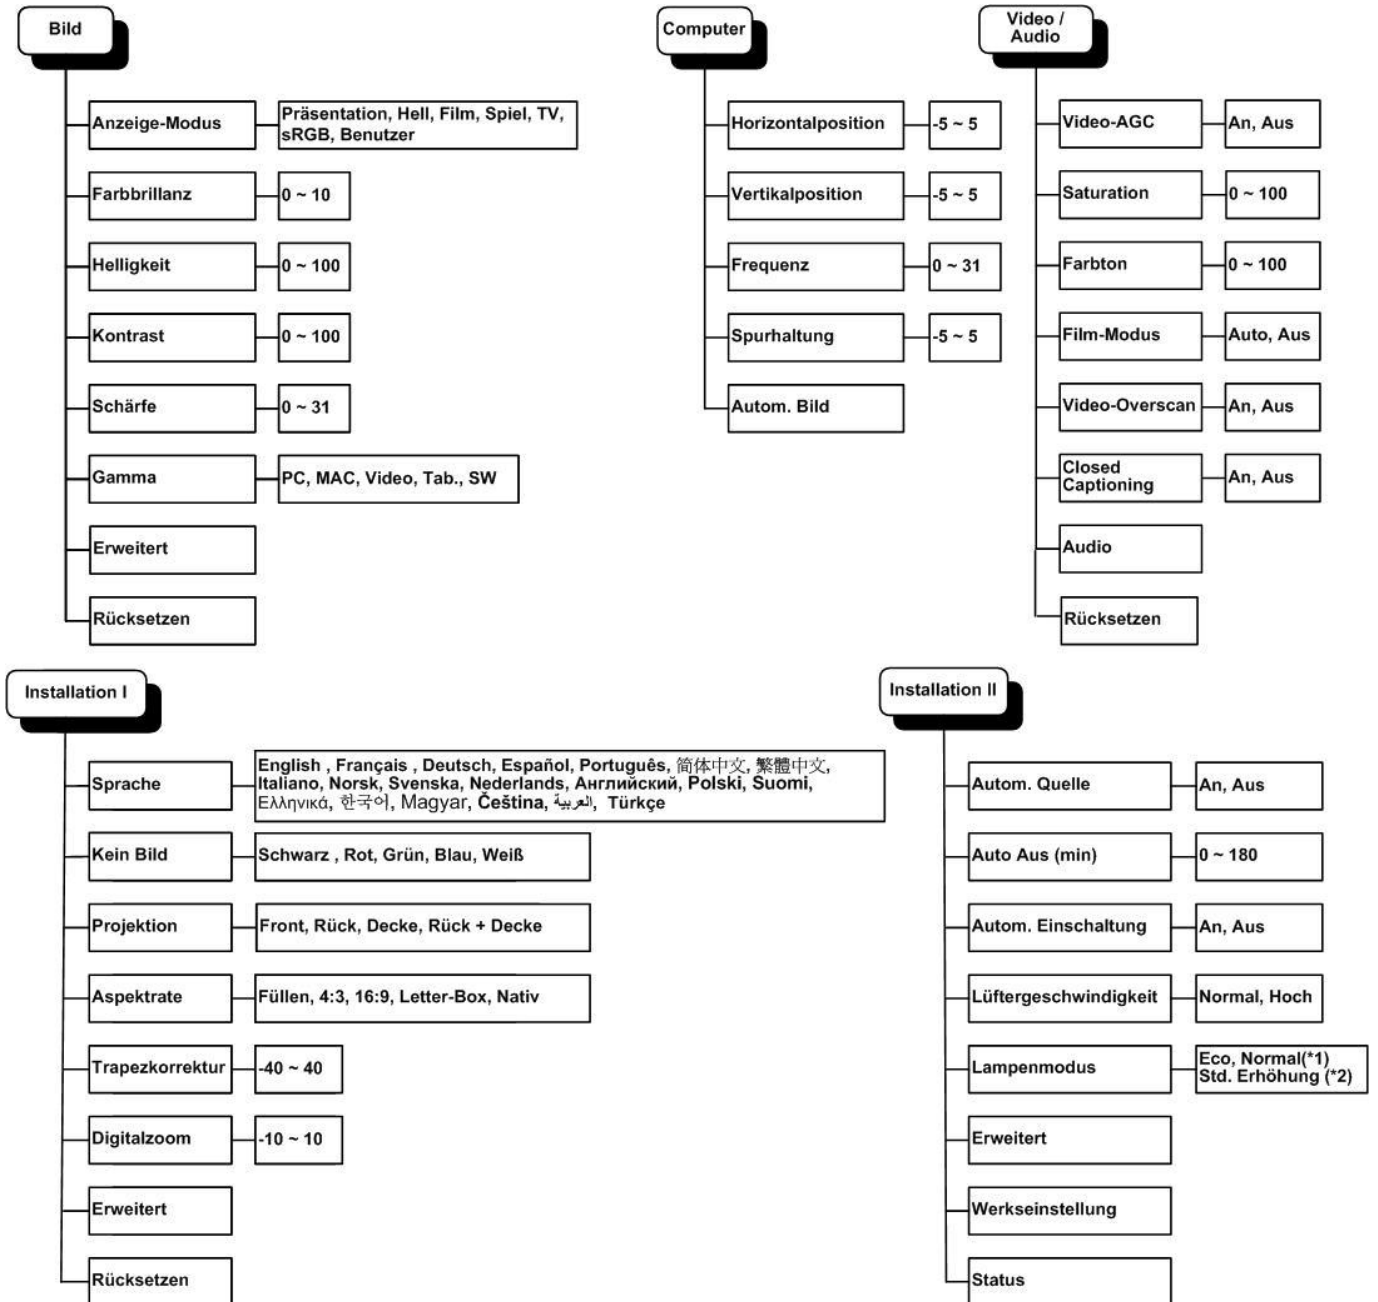 Bild
Anzeige-Modus
Präsentation, Hell, Film, Spiel, TV,
sRGB, Benutzer
Farbbrillanz
0 ~ 10
Helligkeit
0 ~ 100
Kontrast
0 ~ 100
Schärfe
0 ~ 31
Gamma
PC, MAC, Video, Tab., SW
Erweitert
Rücksetzen
Computer
Horizontalposition
-5 ~ 5
Vertikalposition
-5 ~ 5
Frequenz
0 ~ 31
Spurhaltung
-5 ~ 5
Autom. Bild
Video /
Audio
Video-AGC
An, Aus
Saturation
0 ~ 100
Farbton
0 ~ 100
Film-Modus
Auto, Aus
Video-Overscan
An, Aus
Closed
Captioning
An, Aus
Audio
Rücksetzen
Installation I
Sprache
English , Français , Deutsch, Español, Português, 简体中文, 繁體中文,
Italiano, Norsk, Svenska, Nederlands, Английский, Polski, Suomi,
Ελληνικά, 한국어, Magyar, Čeština, العربية, Türkçe
Kein Bild
Schwarz , Rot, Grün, Blau, Weiß
Projektion
Front, Rück, Decke, Rück + Decke
Aspektrate
Füllen, 4:3, 16:9, Letter-Box, Nativ
Trapezkorrektur
-40 ~ 40
Digitalzoom
-10 ~ 10
Erweitert
Rücksetzen
Installation II
Autom. Quelle
An, Aus
Auto Aus (min)
0 ~ 180
Autom. Einschaltung
An, Aus
Lüftergeschwindigkeit
Normal, Hoch
Lampenmodus
Eco, Normal(*1)
Std. Erhöhung (*2)
Erweitert
Werkseinstellung
Status